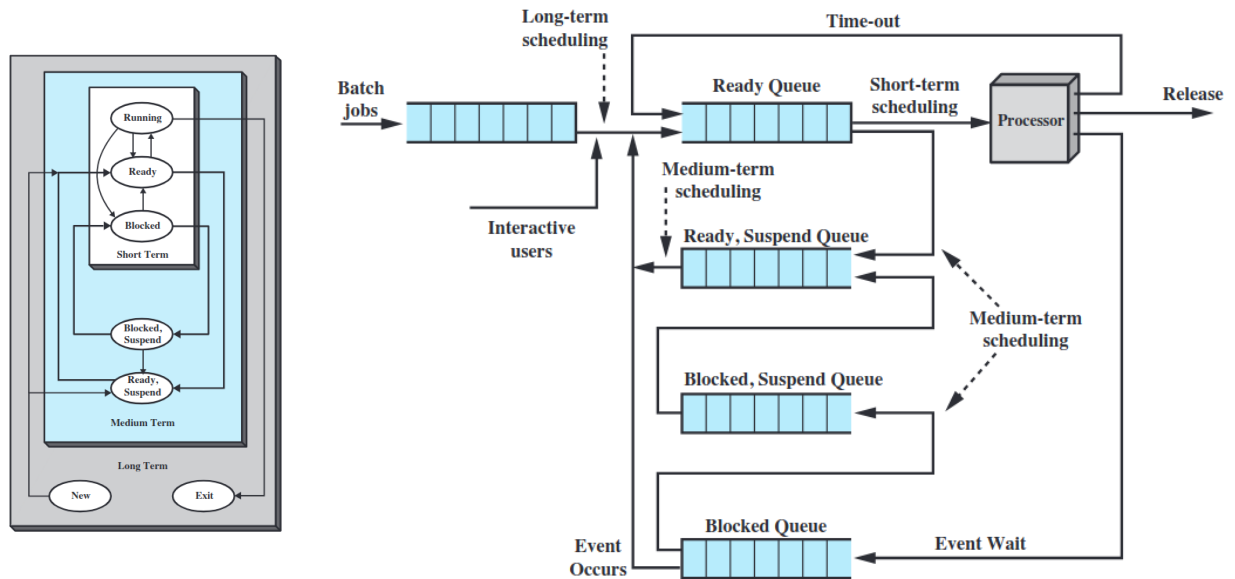 Running
Ready
Blocked
Short Term
Blocked,
Suspend
Ready,
Suspend
Medium Term
Long Term
New
Exit
Long-term
scheduling
Time-out
Batch
jobs
Ready Queue
Short-term
scheduling
Processor
Release
Interactive
users
Medium-term
scheduling
Ready, Suspend Queue
Medium-term
scheduling
Blocked, Suspend Queue
Blocked Queue
Event
Occurs
Event Wait